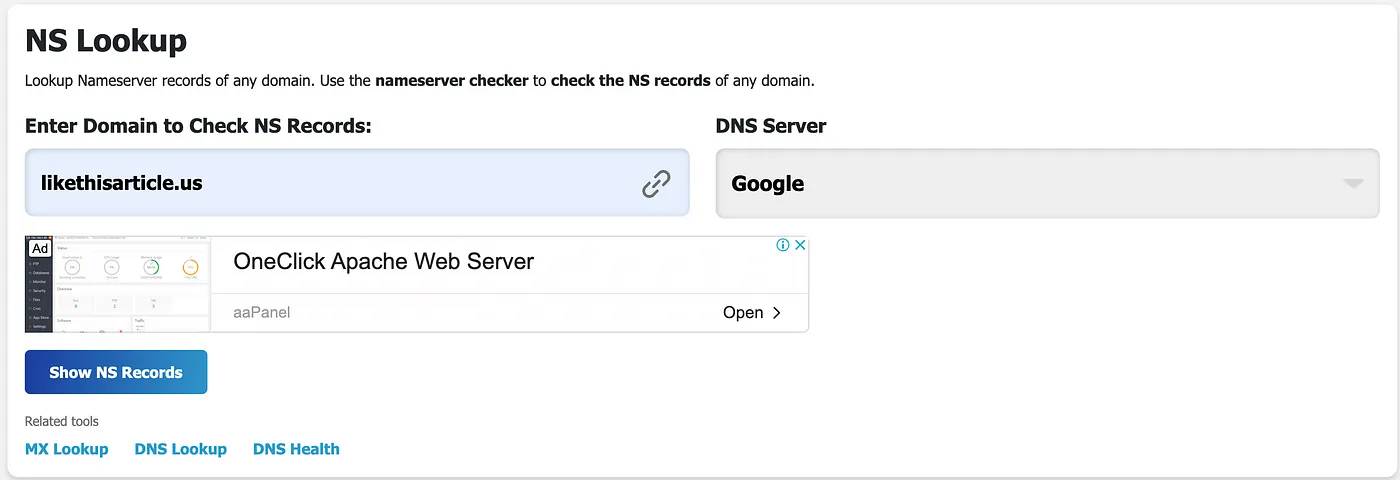 NS Lookup
Lookup Nameserver records of any domain. Use the nameserver checker to check the NS records of any domain.
Enter Domain to Check NS Records:
DNS Server
likethisarticle.us
Google
Ad
OneClick Apache Web Server
aaPanel
Open
Show NS Records
Related tools
MX Lookup DNS Lookup DNS Health